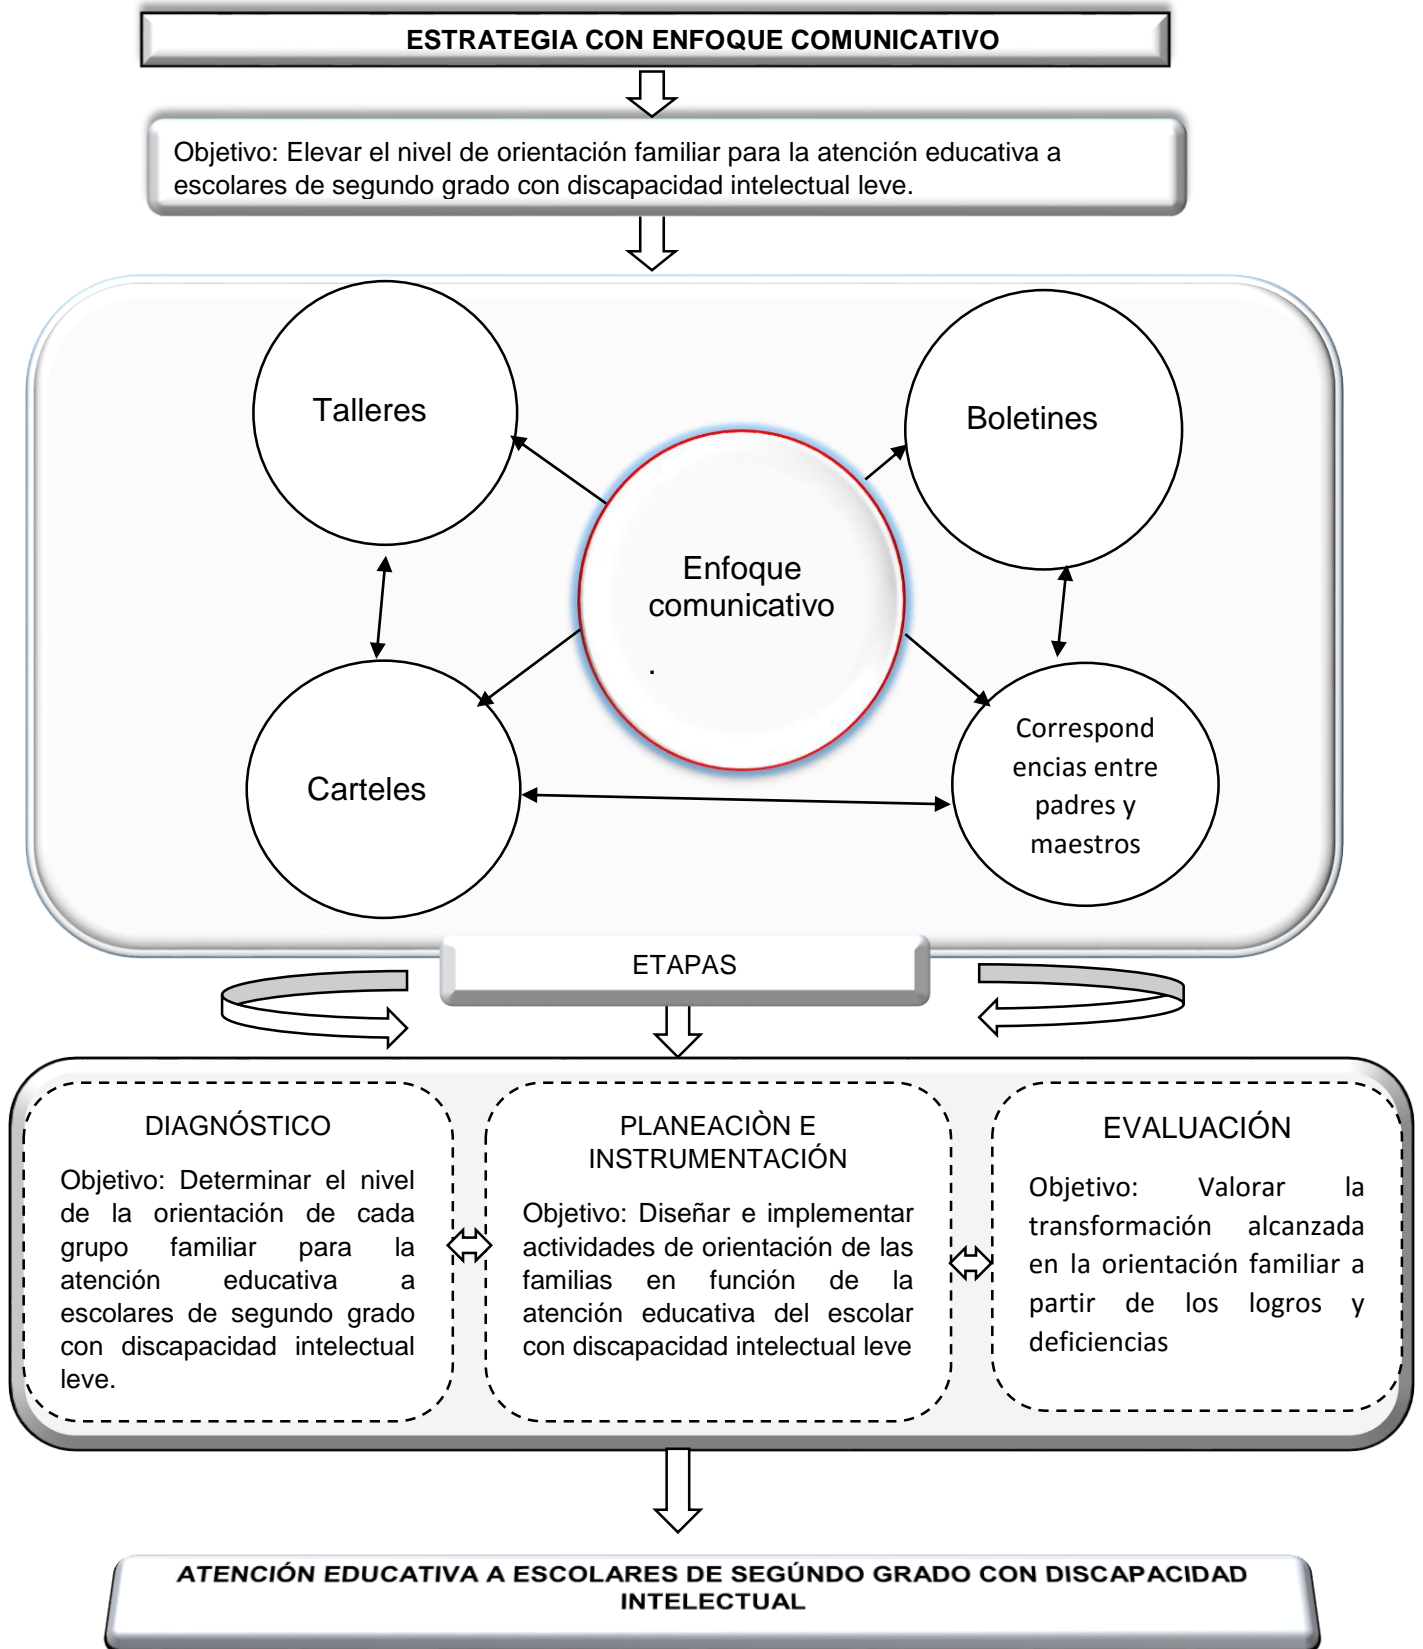 ESTRATEGIA CON ENFOQUE COMUNICATIVO
Objetivo: Elevar el nivel de orientación familiar para la atención educativa a
escolares de segundo grado con discapacidad intelectual leve.
Talleres
Boletines
Enfoque
comunicativo
.
Carteles
Correspond
encias entre
padres y
maestros
ETAPAS
DIAGNÓSTICO
Objetivo: Determinar el nivel
de la orientación de cada
grupo familiar para la
atención educativa a
escolares de segundo grado
con discapacidad intelectual
leve.
PLANEACIÒN E
INSTRUMENTACIÓN
Objetivo: Diseñar e implementar
actividades de orientación de las
familias en función de la
atención educativa del escolar
con discapacidad intelectual leve
EVALUACIÓN
Objetivo: Valorar la
transformación alcanzada
en la orientación familiar a
partir de los logros y
deficiencias
ATENCIÓN EDUCATIVA A ESCOLARES DE SEGÚNDO GRADO CON DISCAPACIDAD
INTELECTUAL